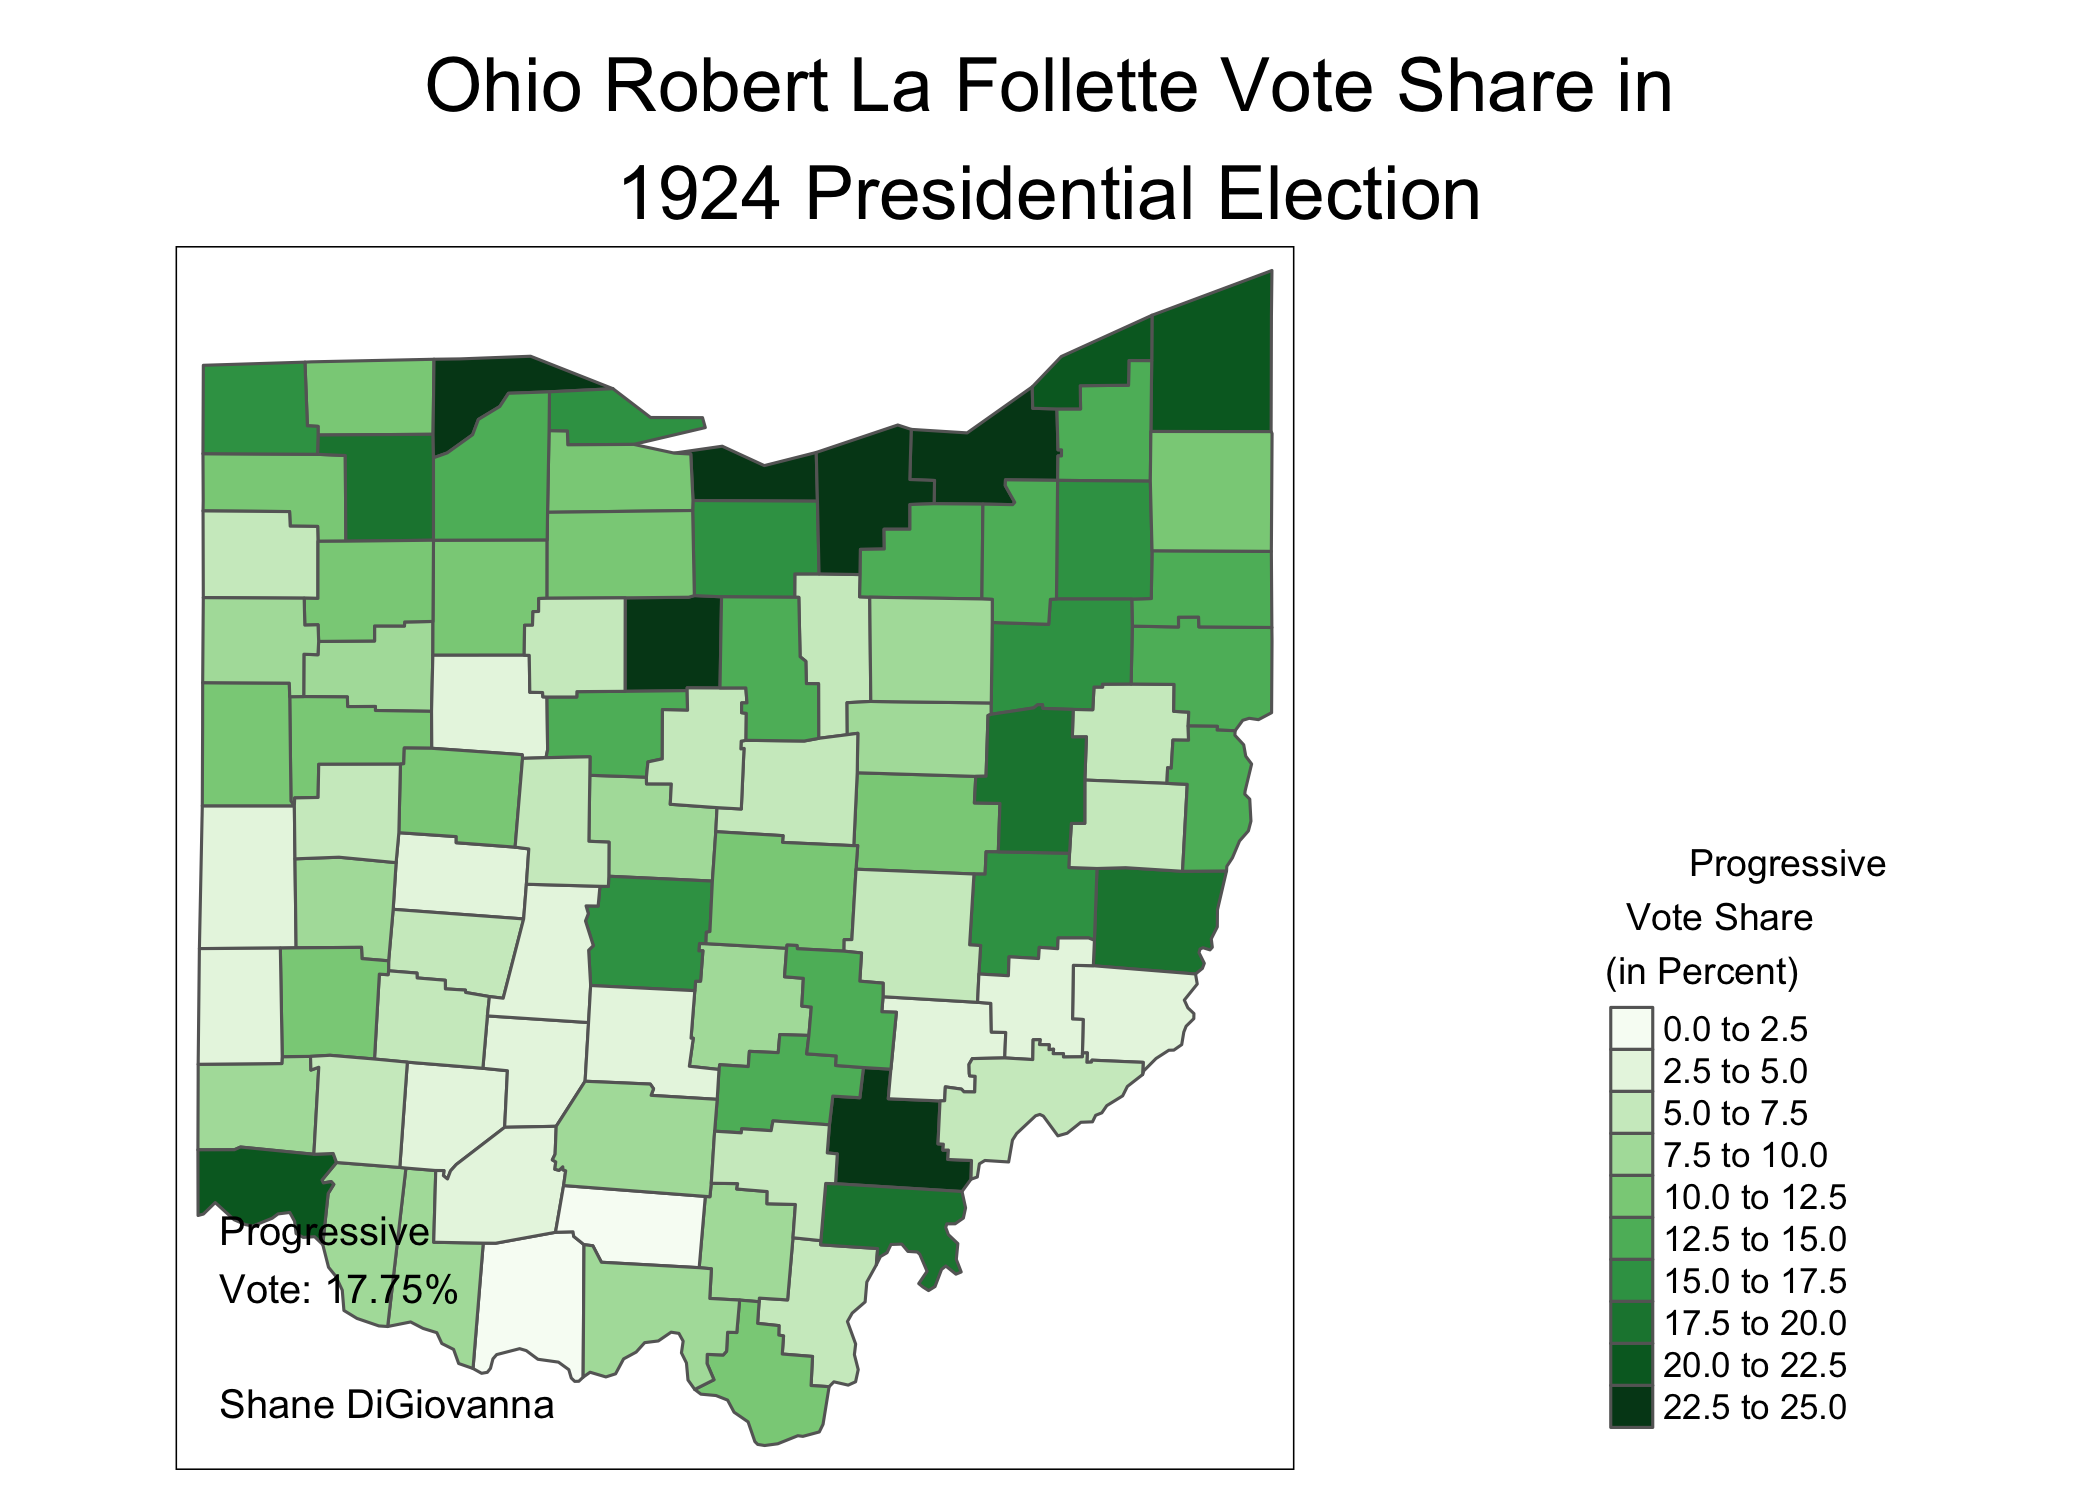 Ohio Robert La Follette Vote Share in
1924 Presidential Election
Progressive
Vote: 17.75%
Shane DiGiovanna
Progressive
Vote Share
(in Percent)
0.0 to 2.5
2.5 to 5.0
5.0 to 7.5
7.5 to 10.0
10.0 to 12.5
12.5 to 15.0
15.0 to 17.5
17.5 to 20.0
20.0 to 22.5
22.5 to 25.0